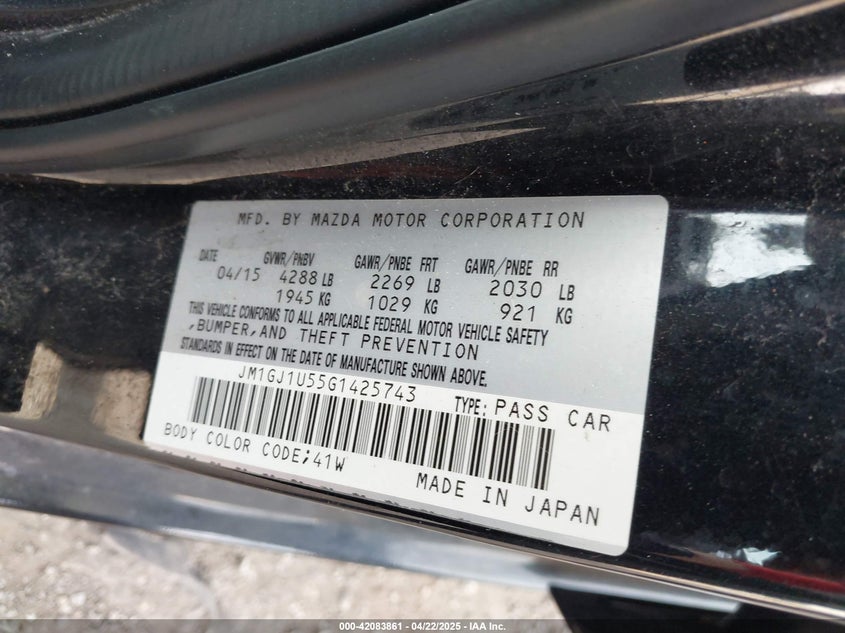 MFD. BY MAZDA MOTOR CORPORATION
DATE GVWR/PNBV GAWR/PNBE FRT GAWR/PNBE RR
04/15 4288 LB 2269 LB 2030 LB
1945 KG 1029 KG 921 KG
THIS VEHICLE CONFORMS TO ALL APPLICABLE FEDERAL MOTOR VEHICLE SAFETY
,BUMPER,AND THEFT PREVENTION
STANDARDS IN EFFECT ON THE DATE OF MANUFACTURE SHOWN ABOVE.
JM1GJ1U55G1425743 TYPE: PASS CAR
BODY COLOR CODE;41W
MADE IN JAPAN
000-42083861 - 04/22/2025 - IAA Inc.